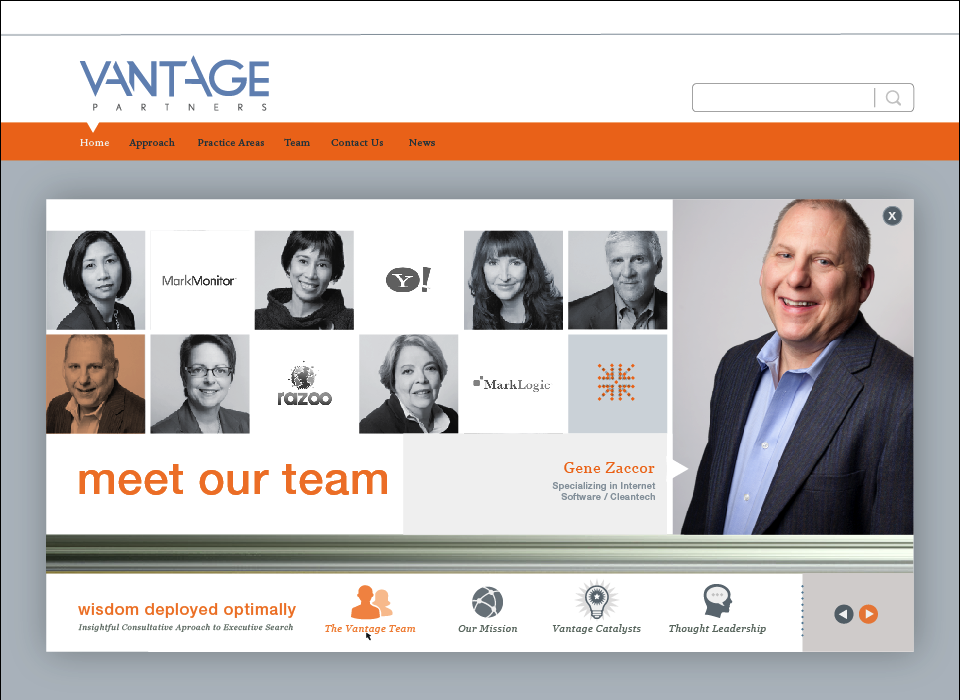 VANTAGE
PARTNERS
Home Approach Practice Areas Team Contact Us News
X
MarkMonitor
Y!
razoo
MarkLogic
meet our team
Gene Zaccor
Specializing in Internet
Software / Cleantech
wisdom deployed optimally
Insightful Consultative Aproach to Executive Search
The Vantage Team
Our Mission
Vantage Catalysts
Thought Leadership